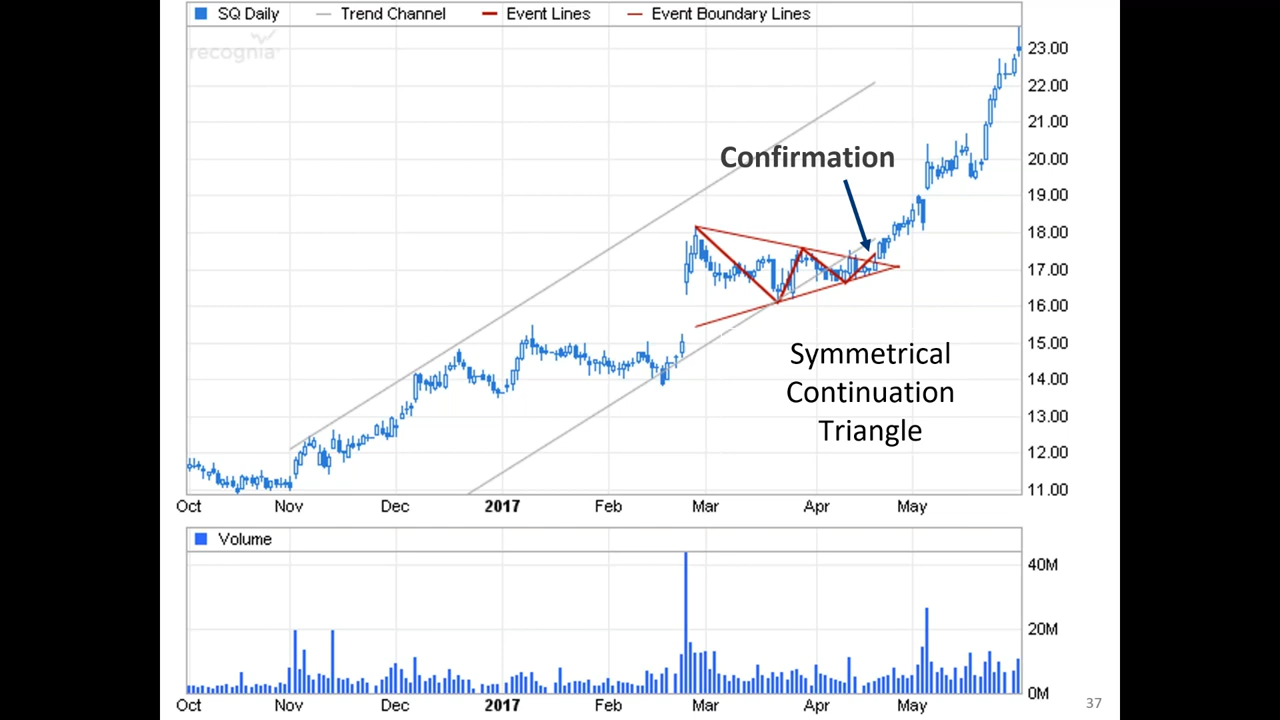 SQ Daily Trend Channel Event Lines Event Boundary Lines
recognia
23.00
22.00
21.00
Confirmation
20.00
19.00
18.00
17.00
16.00
Symmetrical
Continuation
Triangle
15.00
14.00
13.00
12.00
11.00
Oct Nov Dec 2017 Feb Mar Apr May
Volume
40M
20M
0M
Oct Nov Dec 2017 Feb Mar Apr May
37